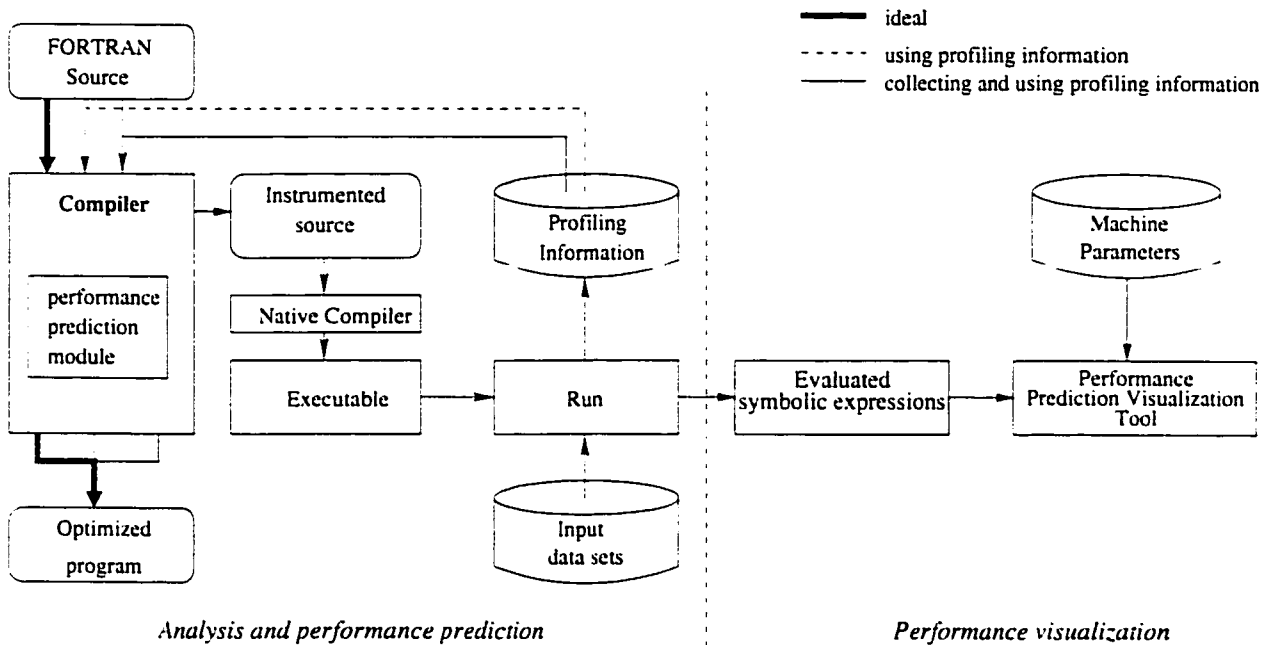 ideal
using profiling information
collecting and using profiling information
FORTRAN
Source
Compiler
performance
prediction
module
Instrumented
source
Native Compiler
Executable
Profiling
Information
Run
Input
data sets
Optimized
program
Evaluated
symbolic expressions
Machine
Parameters
Performance
Prediction Visualization
Tool
Analysis and performance prediction
Performance visualization